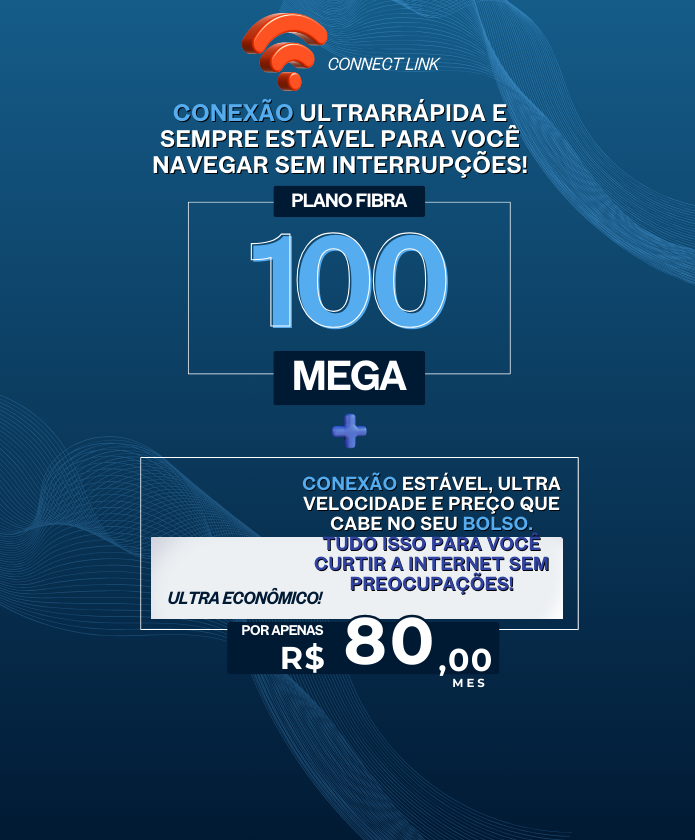 CONNECT LINK
CONEXÃO ULTRARRÁPIDA E
SEMPRE ESTÁVEL PARA VOCÊ
NAVEGAR SEM INTERRUPÇÕES!
PLANO FIBRA
100
MEGA
CONEXÃO ESTÁVEL, ULTRA
VELOCIDADE E PREÇO QUE
CABE NO SEU BOLSO.
TUDO ISSO PARA VOCÊ
CURTIR A INTERNET SEM
PREOCUPAÇÕES!
ULTRA ECONÔMICO!
POR APENAS
R$ 80,00
MES